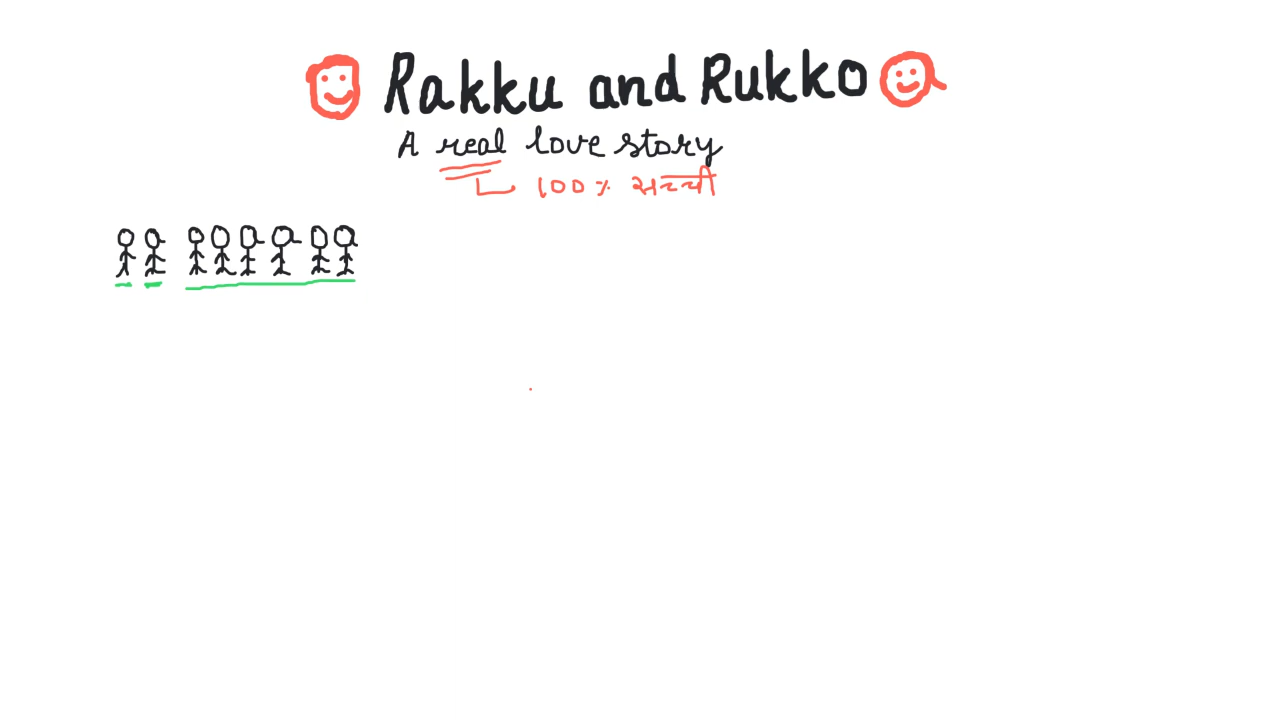 Rakku and Rukko
A real love story
100% सच्ची